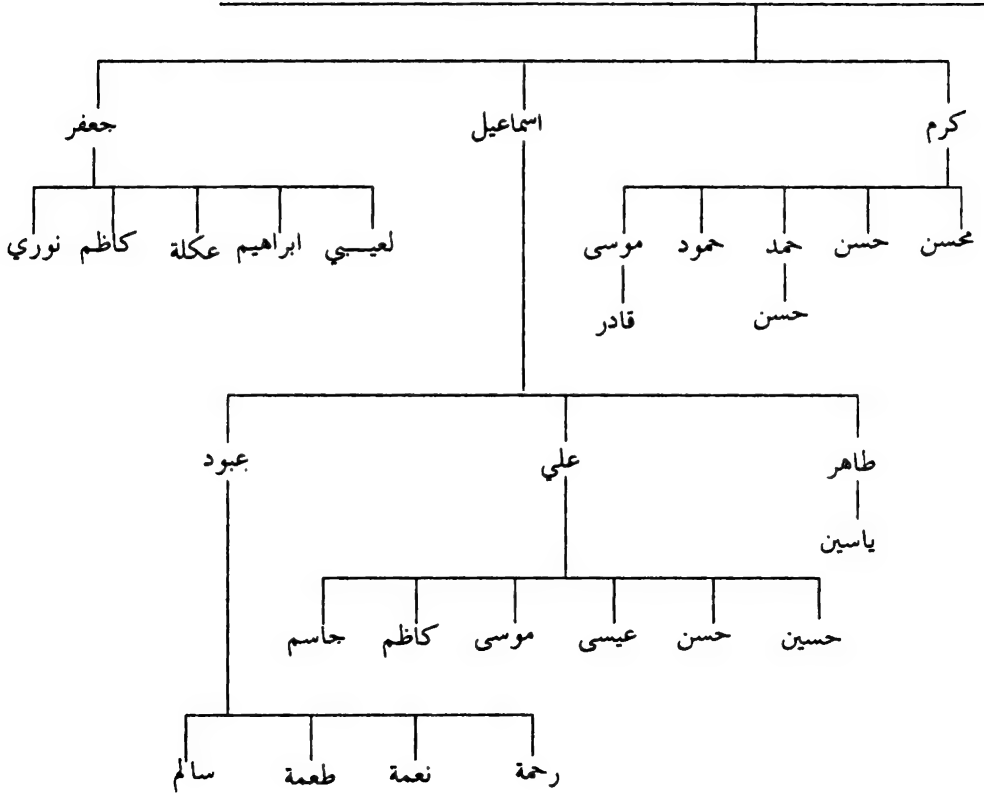 كرم اسماعيل جعفر
محسن حسن حمد حمود موسى لعيبي ابراهيم عكلة كاظم نوري
حسن قادر
طاهر علي عبود
ياسين
حسين حسن عيسى موسى كاظم جاسم
رحمة نعمة طعمة سالم